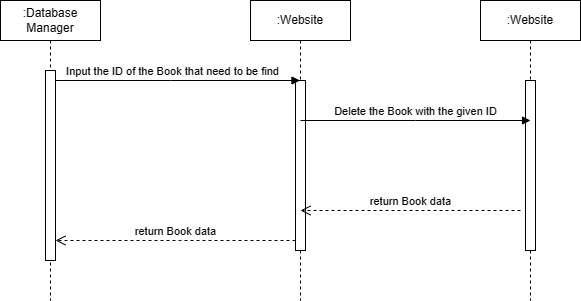 :Database
Manager
:Website
:Website
Input the ID of the Book that need to be find
Delete the Book with the given ID
return Book data
return Book data